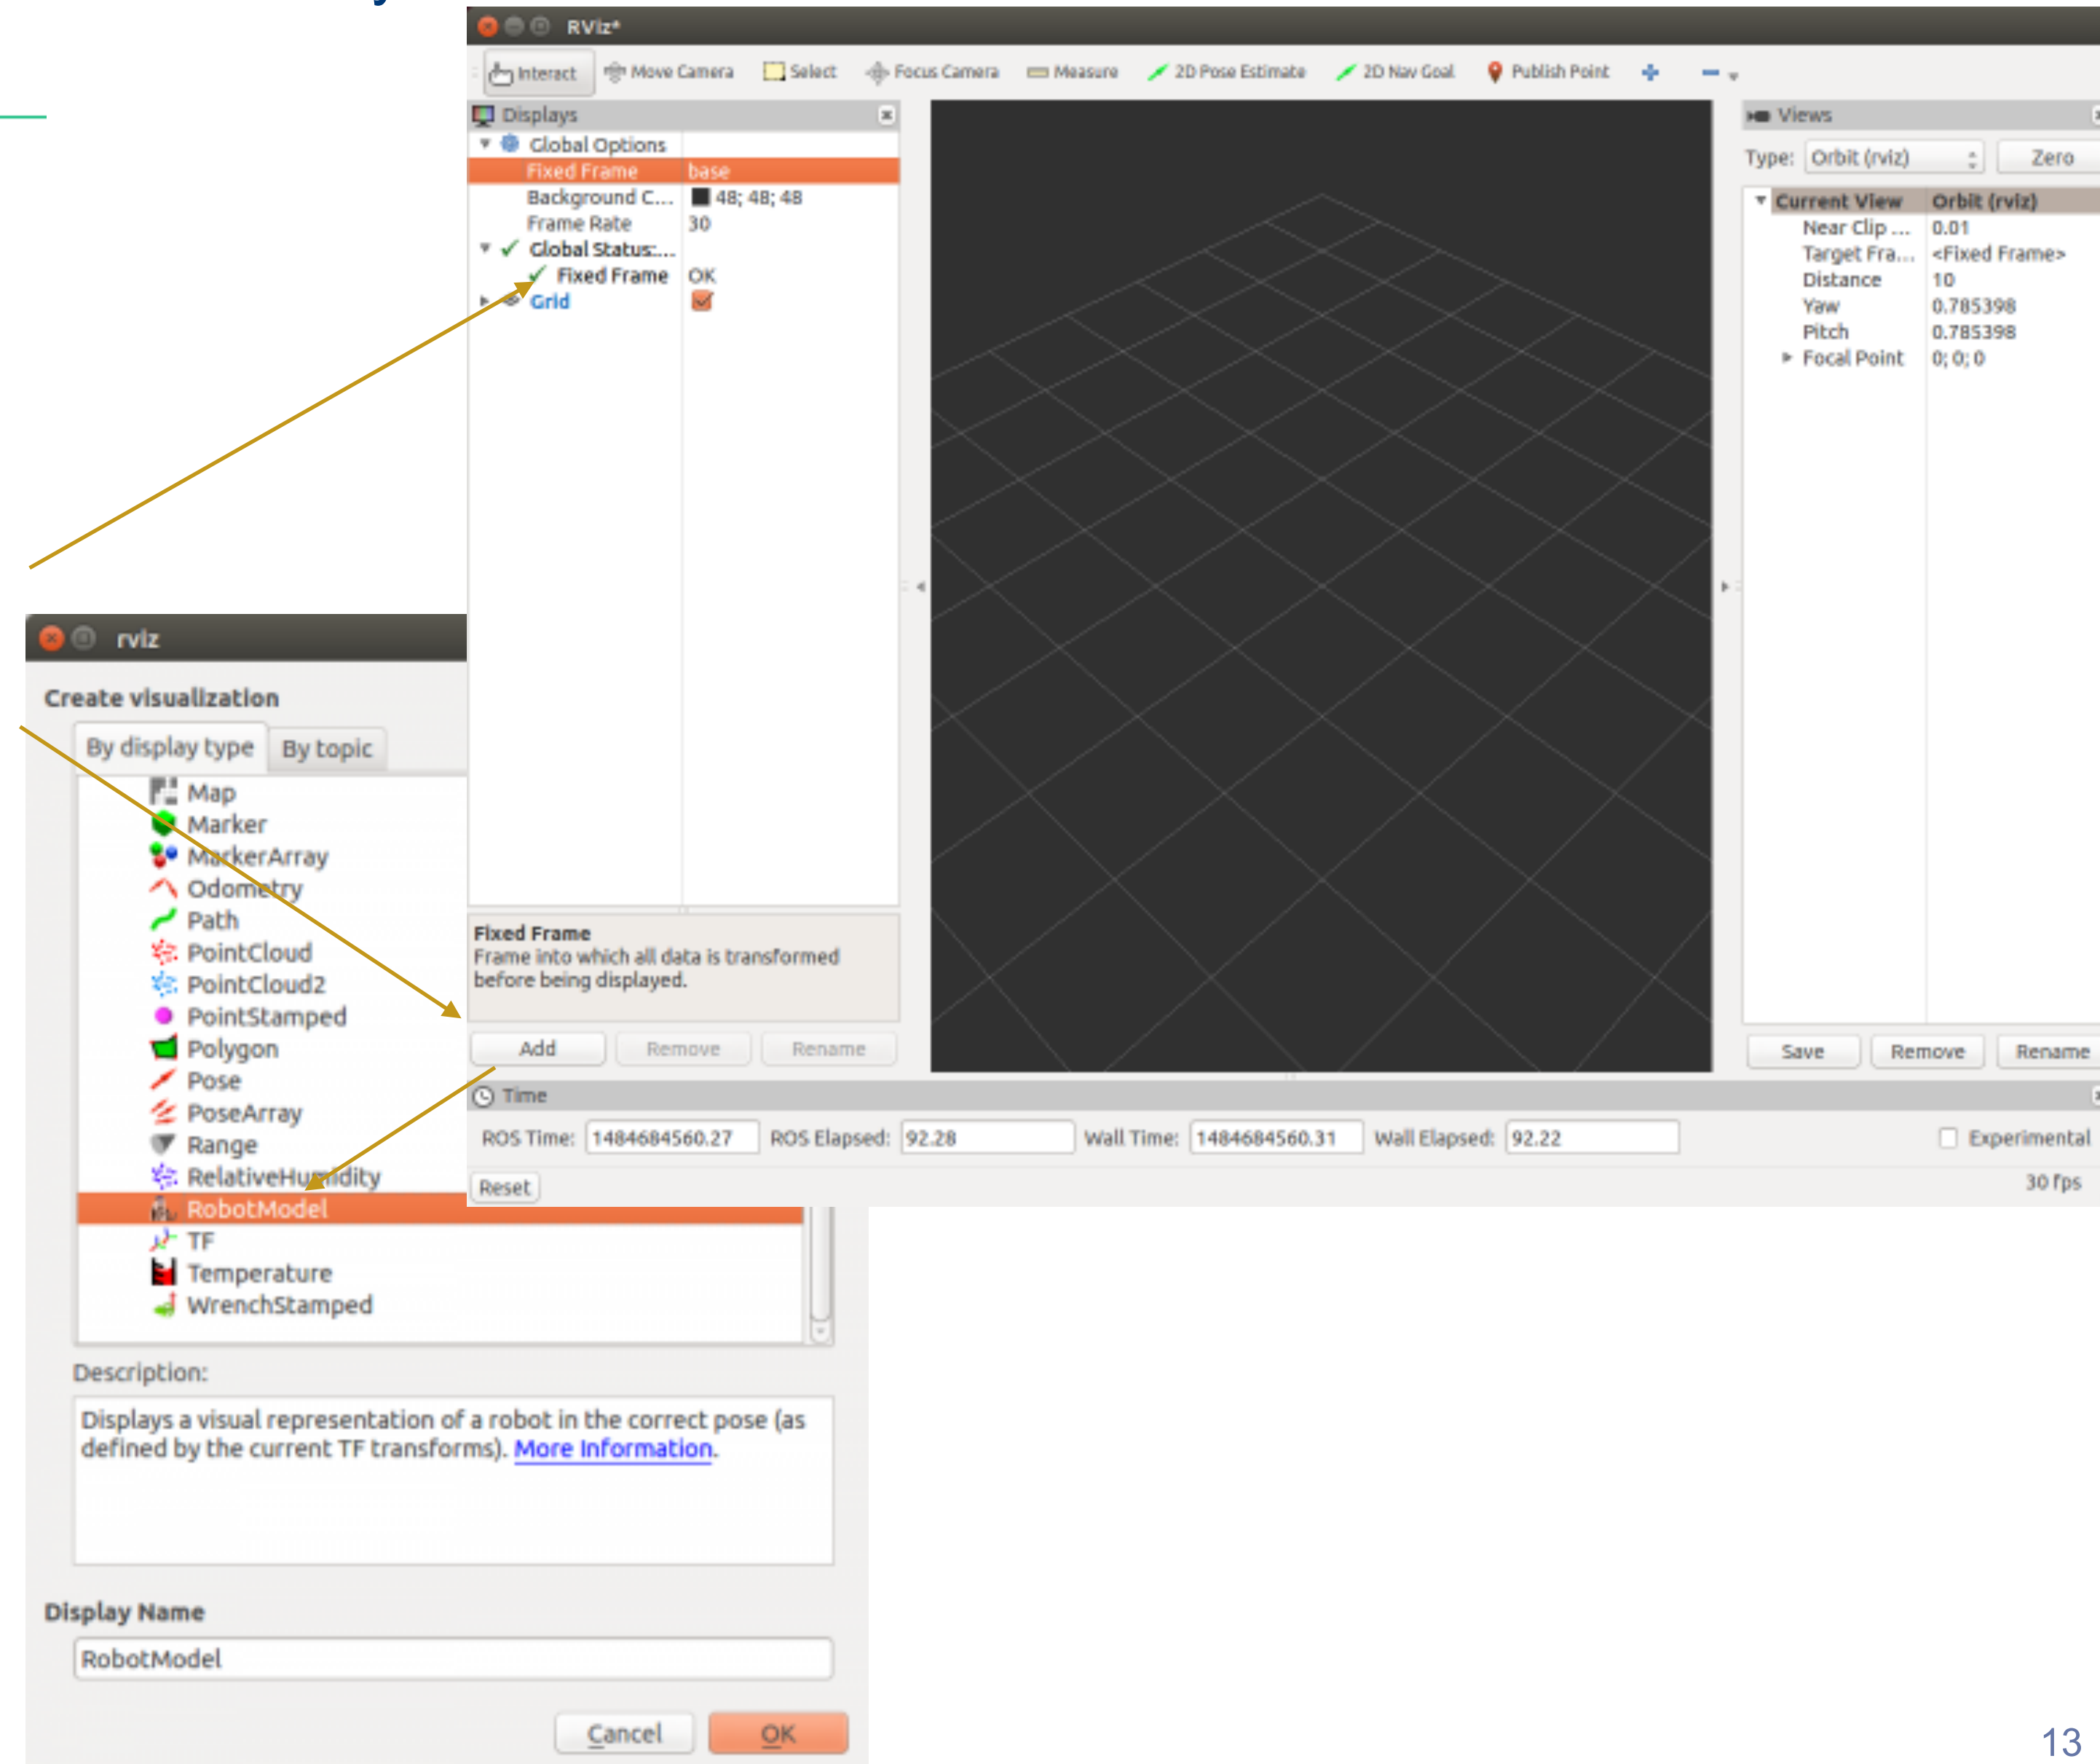 RViz*
Interact Move Camera Select Focus Camera Measure 2D Pose Estimate 2D Nav Goal Publish Point
Displays
Global Options
Fixed Frame base
Background C... 48; 48; 48
Frame Rate 30
Global Status:...
Fixed Frame OK
Grid
Fixed Frame
Frame into which all data is transformed
before being displayed.
Add Remove Rename
Views
Type: Orbit (rviz) Zero
Current View Orbit (rviz)
Near Clip ... 0.01
Target Fra... <Fixed Frame>
Distance 10
Yaw 0.785398
Pitch 0.785398
Focal Point 0; 0; 0
Save Remove Rename
Time
ROS Time: 1484684560.27 ROS Elapsed: 92.28 Wall Time: 1484684560.31 Wall Elapsed: 92.22 Experimental
Reset 30 fps
rviz
Create visualization
By display type By topic
Map
Marker
MarkerArray
Odometry
Path
PointCloud
PointCloud2
PointStamped
Polygon
Pose
PoseArray
Range
RelativeHumidity
RobotModel
TF
Temperature
WrenchStamped
Description:
Displays a visual representation of a robot in the correct pose (as
defined by the current TF transforms). More Information.
Display Name
RobotModel
Cancel OK
13